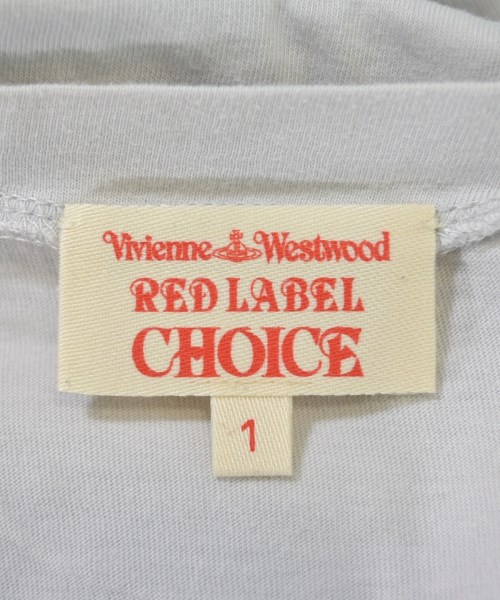 Vivienne Westwood
RED LABEL
CHOICE
1